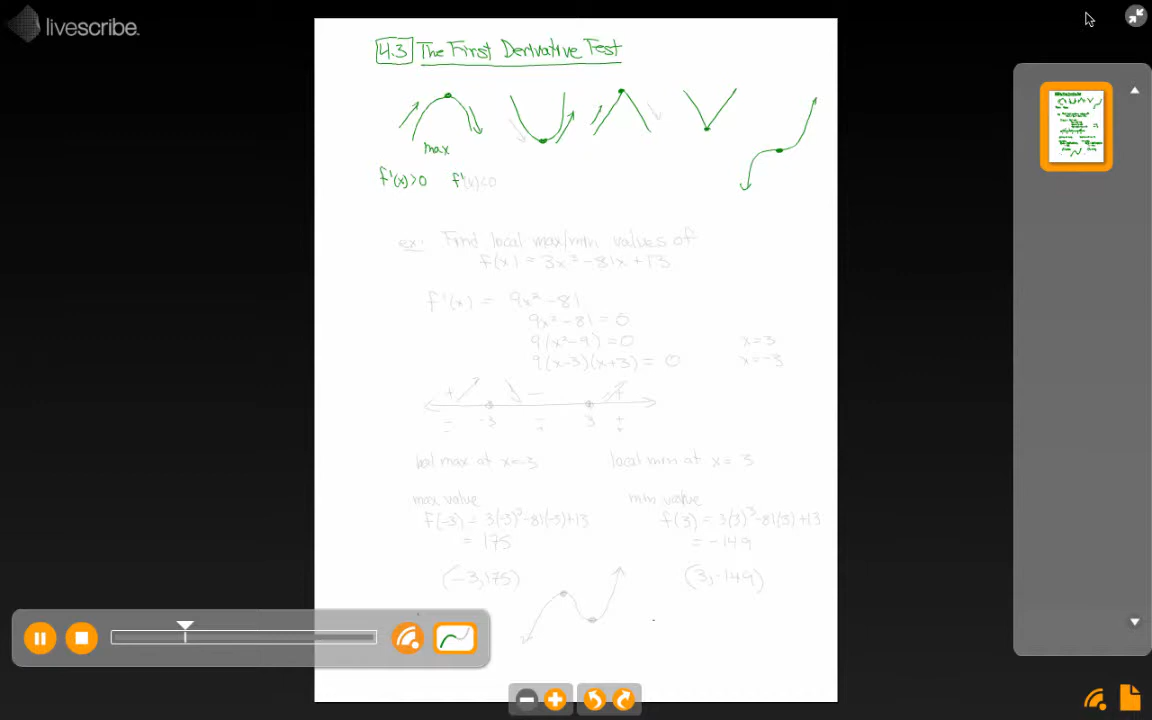 livescribe
4.3 The First Derivative Test
max
f'(x)>0 f'(x)<0
ex: Find local max/min values of
f(x) = 3x³ - 81x + 13
f'(x) = 9x² - 81
9x² - 81 = 0
9(x² - 9) = 0 x = 3
9(x-3)(x+3) = 0 x = -3
+ — +
-3 3
local max at x=-3 local min at x = 3
max value min value
f(-3) = 3(-3)³ - 81(-3) + 13 f(3) = 3(3)³ - 81(3) + 13
= 175 = -149
(-3, 175) (3, -149)